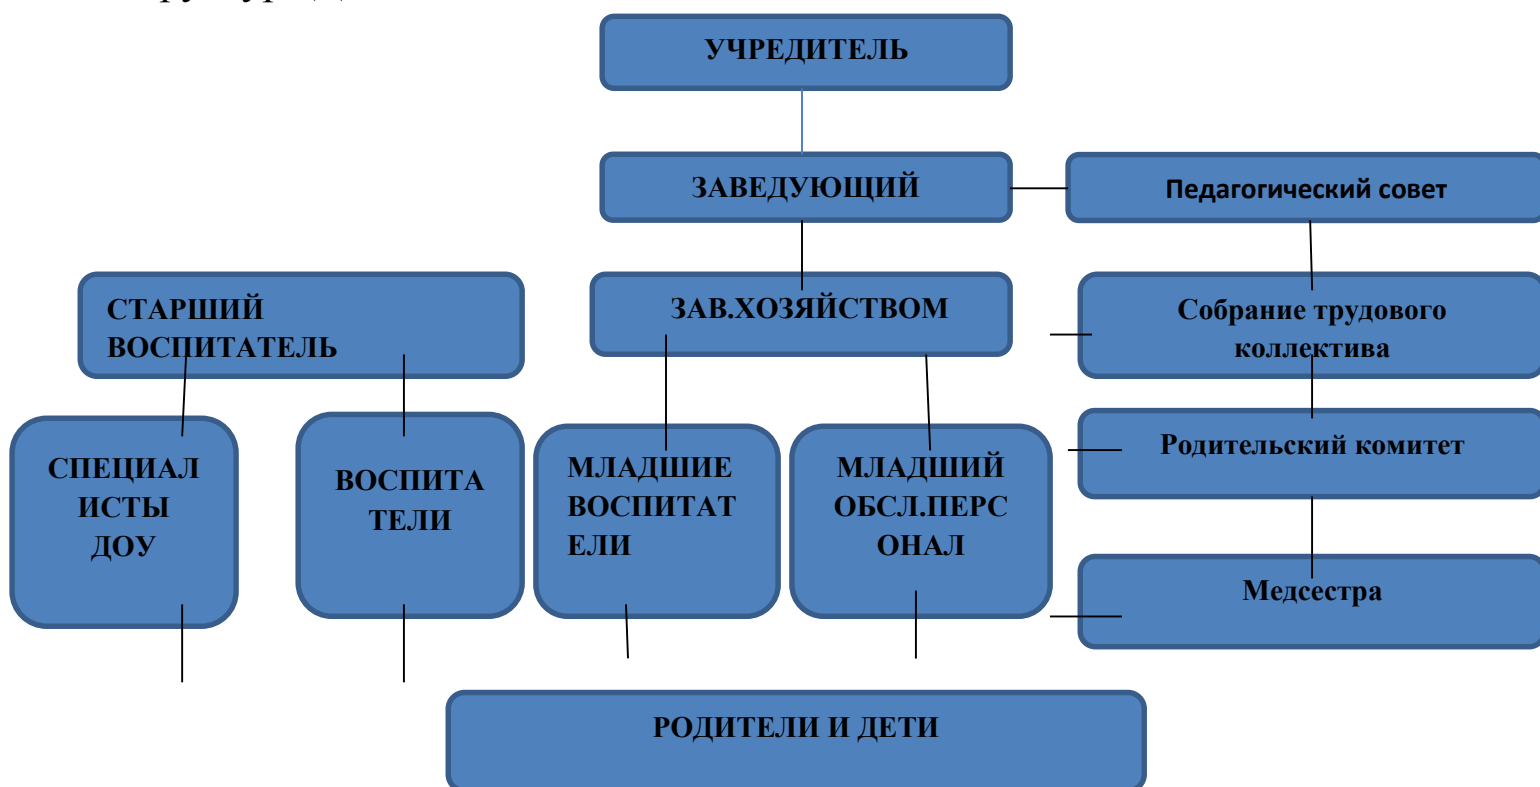 УЧРЕДИТЕЛЬ
ЗАВЕДУЮЩИЙ
Педагогический совет
СТАРШИЙ
ВОСПИТАТЕЛЬ
ЗАВ.ХОЗЯЙСТВОМ
Собрание трудового
коллектива
СПЕЦИАЛ
ИСТЫ
ДОУ
ВОСПИТА
ТЕЛИ
МЛАДШИЕ
ВОСПИТАТ
ЕЛИ
МЛАДШИЙ
ОБСЛ.ПЕРС
ОНАЛ
Родительский комитет
Медсестра
РОДИТЕЛИ И ДЕТИ